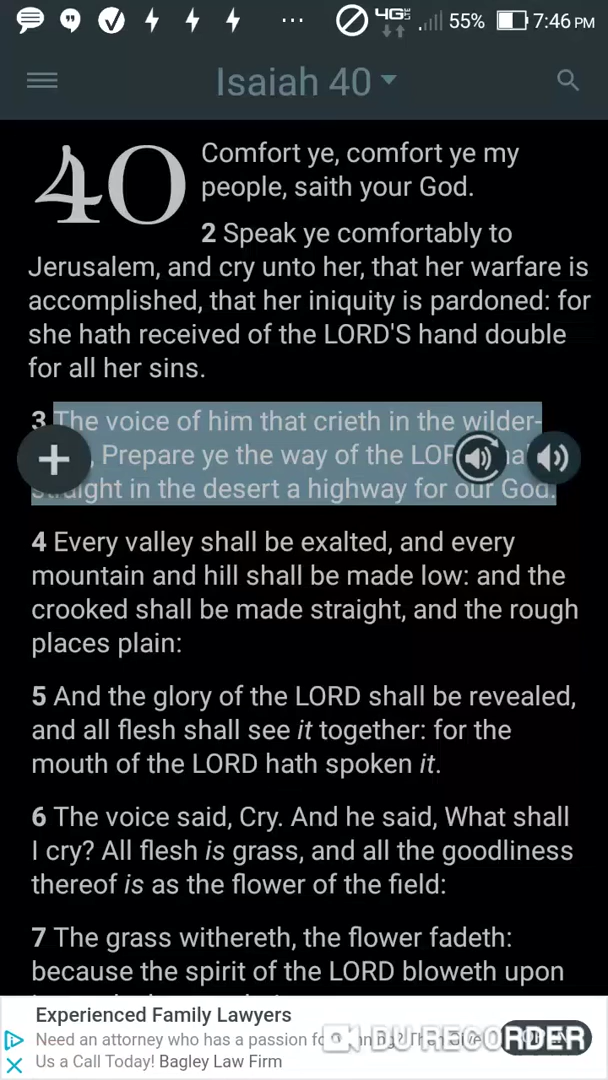 4G LTE 55% 7:46 PM
Isaiah 40
40 Comfort ye, comfort ye my
people, saith your God.
2 Speak ye comfortably to
Jerusalem, and cry unto her, that her warfare is
accomplished, that her iniquity is pardoned: for
she hath received of the LORD'S hand double
for all her sins.
3 The voice of him that crieth in the wilder-
Prepare ye the way of the
straight in the desert a highway for our God.
4 Every valley shall be exalted, and every
mountain and hill shall be made low: and the
crooked shall be made straight, and the rough
places plain:
5 And the glory of the LORD shall be revealed,
and all flesh shall see it together: for the
mouth of the LORD hath spoken it.
6 The voice said, Cry. And he said, What shall
I cry? All flesh is grass, and all the goodliness
thereof is as the flower of the field:
7 The grass withereth, the flower fadeth:
because the spirit of the LORD bloweth upon
Experienced Family Lawyers
Need an attorney who has a passion
DU RECORDER
Us a Call Today! Bagley Law Firm